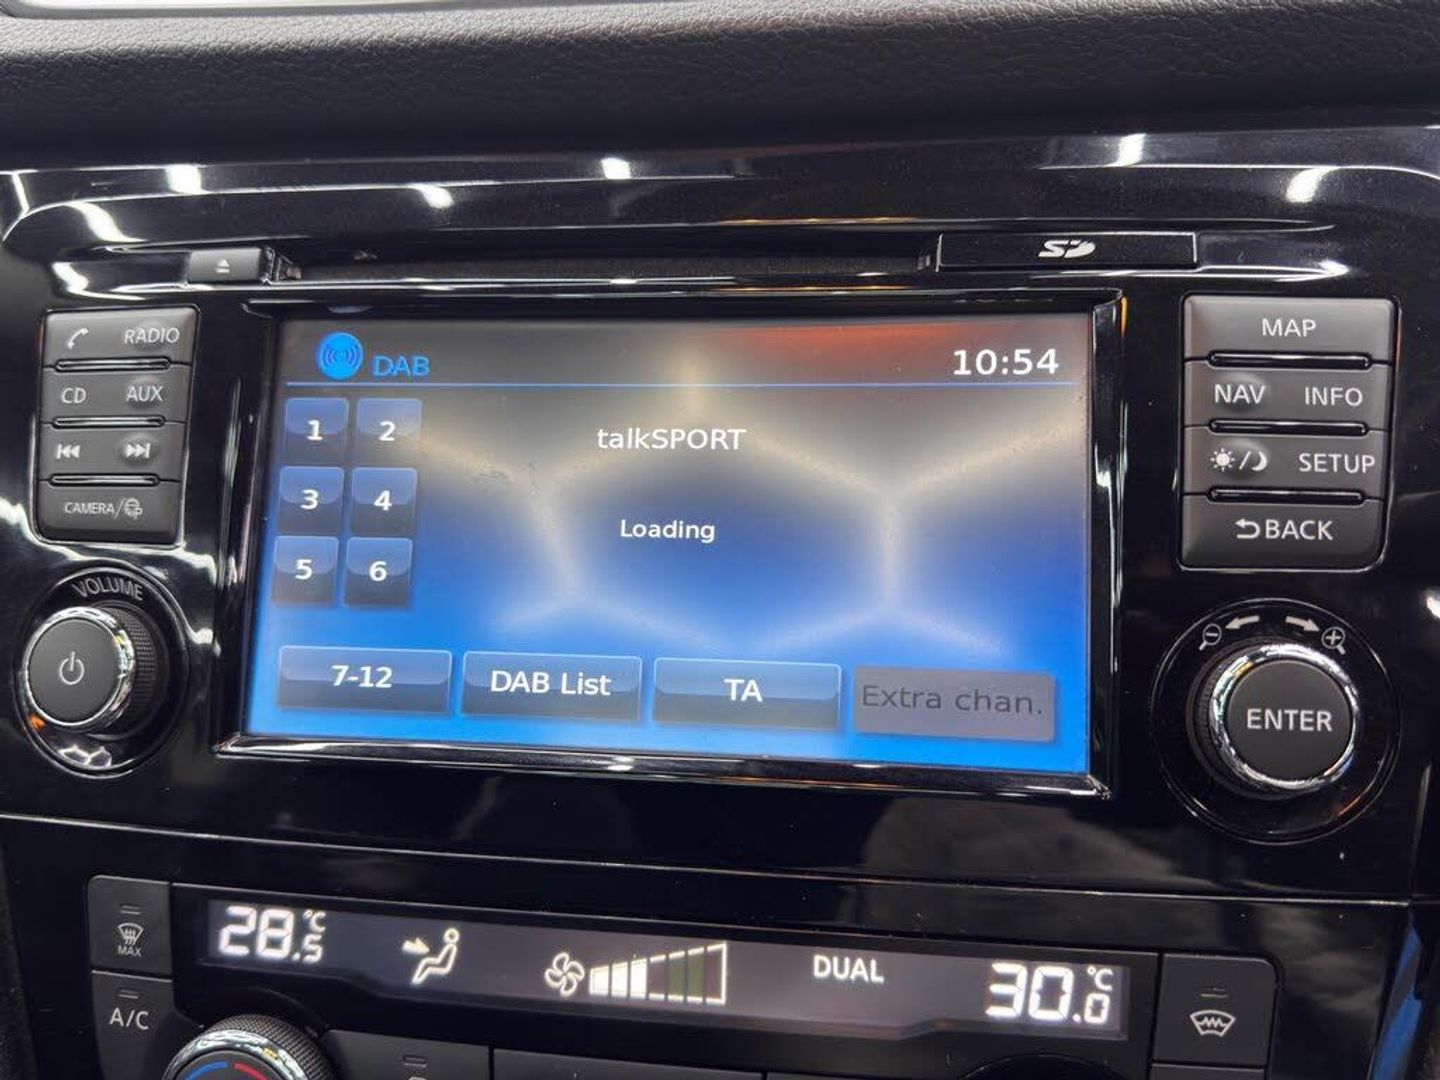 SD
RADIO
CD AUX
CAMERA/
VOLUME
DAB
10:54
1 2
3 4
5 6
talkSPORT
Loading
7-12
DAB List
TA
Extra chan.
MAP
NAV INFO
SETUP
BACK
ENTER
MAX
A/C
28.5°C
DUAL
30.0°C